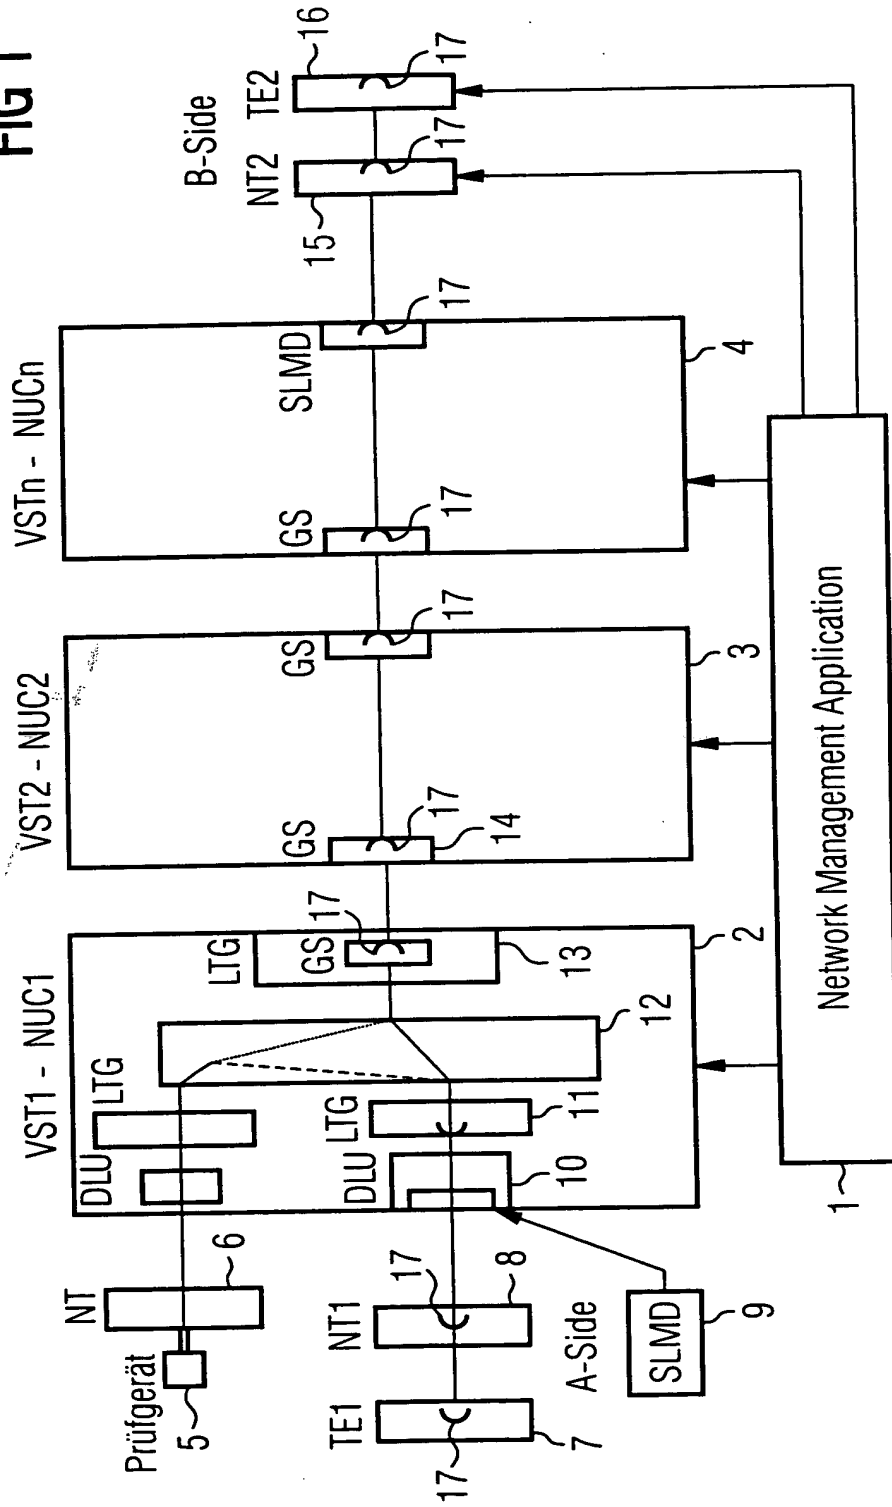 FIG 1
B-Side
16
TE2
17
NT2
17
15
VSTn - NUCn
SLMD
17
GS
17
4
VST2 - NUC2
GS
17
GS
17
14
3
VST1 - NUC1
LTG
GS
17
13
2
12
LTG
DLU
LTG
11
DLU
10
NT
6
Prüfgerät
5
NT1
17
8
TE1
17
7
A-Side
SLMD
9
Network Management Application
1